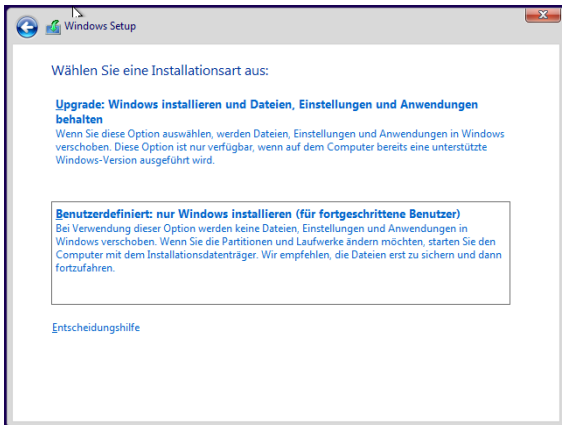 Windows Setup
Wählen Sie eine Installationsart aus:
Upgrade: Windows installieren und Dateien, Einstellungen und Anwendungen
behalten
Wenn Sie diese Option auswählen, werden Dateien, Einstellungen und Anwendungen in Windows
verschoben. Diese Option ist nur verfügbar, wenn auf dem Computer bereits eine unterstützte
Windows-Version ausgeführt wird.
Benutzerdefiniert: nur Windows installieren (für fortgeschrittene Benutzer)
Bei Verwendung dieser Option werden keine Dateien, Einstellungen und Anwendungen in
Windows verschoben. Wenn Sie die Partitionen und Laufwerke ändern möchten, starten Sie den
Computer mit dem Installationsdatenträger. Wir empfehlen, die Dateien erst zu sichern und dann
fortzufahren.
Entscheidungshilfe